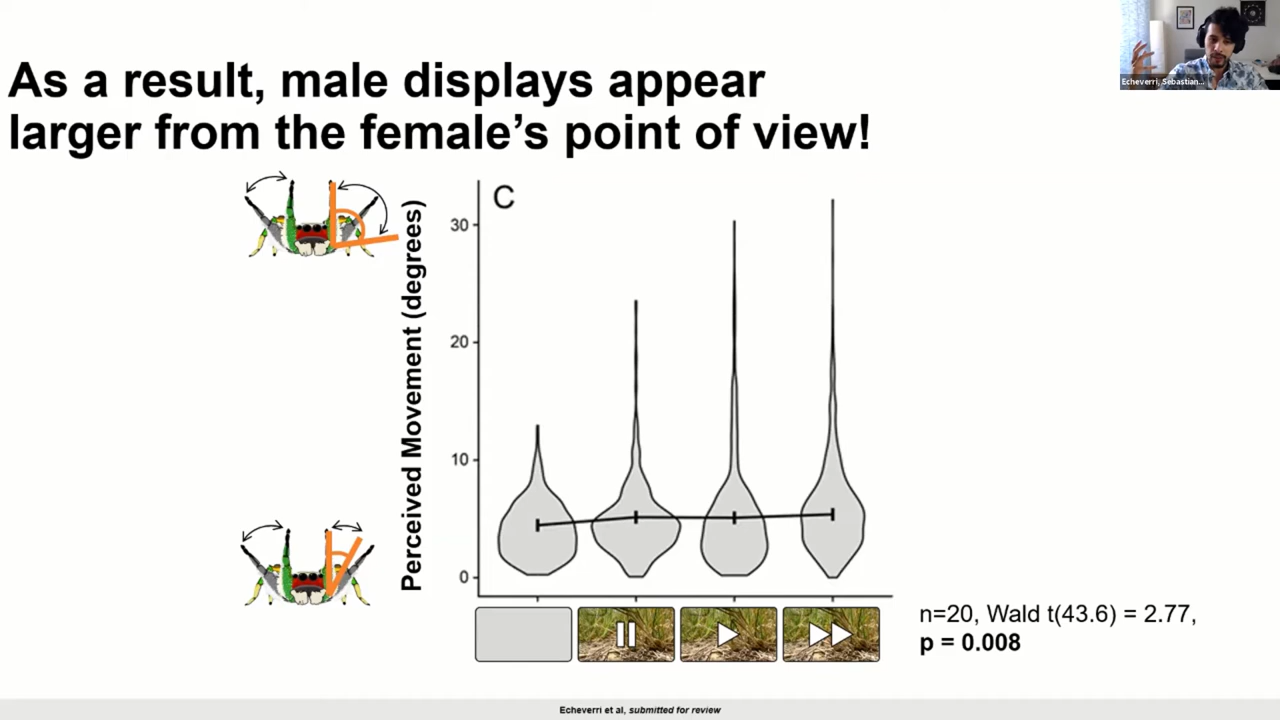 As a result, male displays appear
larger from the female’s point of view!
Echeverri, Sebastian...
C
Perceived Movement (degrees)
30
20
10
0
n=20, Wald t(43.6) = 2.77,
p = 0.008
Echeverri et al, submitted for review